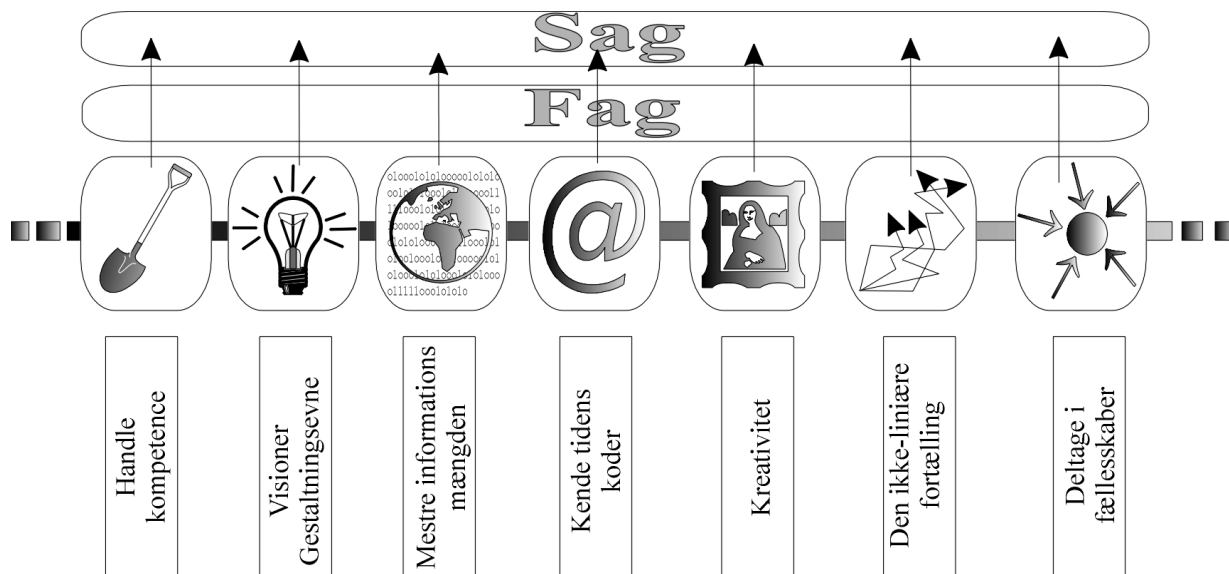 Sag
Fag
olooolololooooolololo
@
Handle
kompetence
Visioner
Gestaltningsevne
Mestre informations
mængden
Kende tidens
koder
Kreativitet
Den ikke-liniære
fortælling
Deltage i
fællesskaber